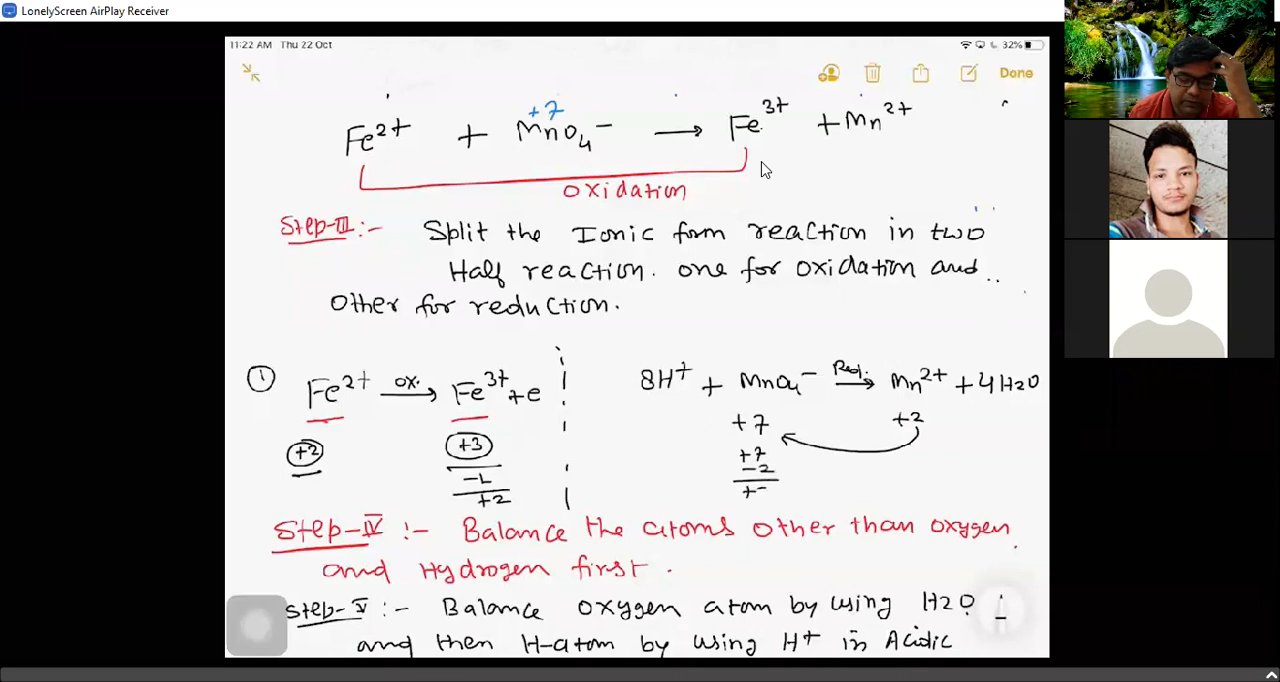 LonelyScreen AirPlay Receiver
11:22 AM Thu 22 Oct
32%
Done
+7
Fe2+ + MnO4− → Fe3+ + Mn2+
oxidation
Step-III :- Split the Ionic form reaction in two
Half reaction. one for oxidation and ..
other for reduction.
① Fe2+ ox. → Fe3+ +e 8H+ + MnO4− Red. → Mn2+ + 4H2O
+7 +2
+2 +3 +7
-2
-1
+2
Step-IV :- Balance the atoms other than oxygen
and Hydrogen first.
Step-V :- Balance oxygen atom by using H2O
and then H-atom by using H+ in Acidic